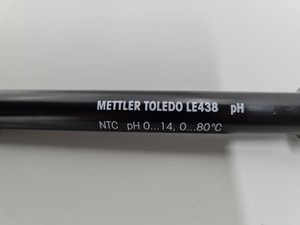 METTLER TOLEDO LE438 pH
NTC pH 0...14, 0...80°C